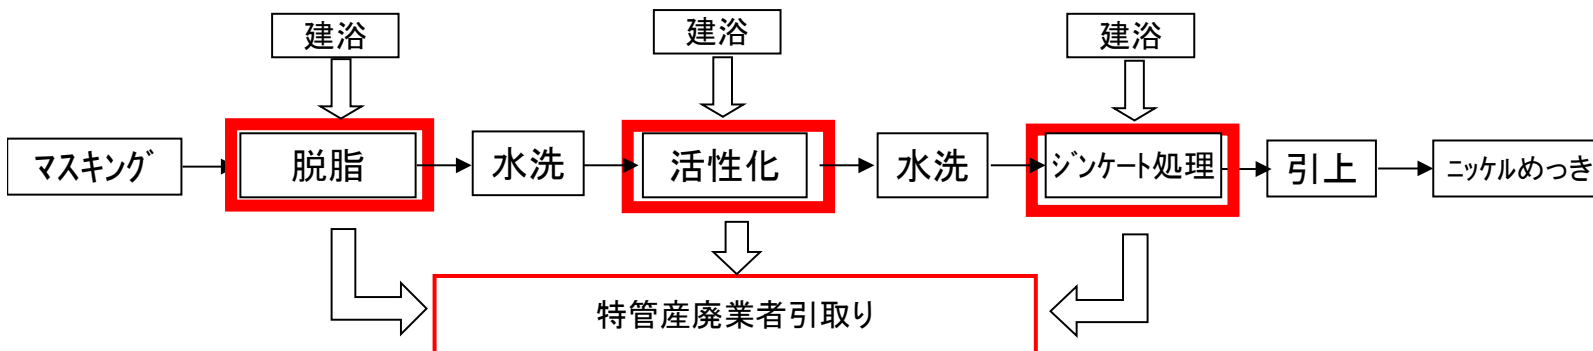 建浴
建浴
建浴
マスキング
脱脂
水洗
活性化
水洗
ジンケート処理
引上
ニッケルめっき
特管産廃業者引取り